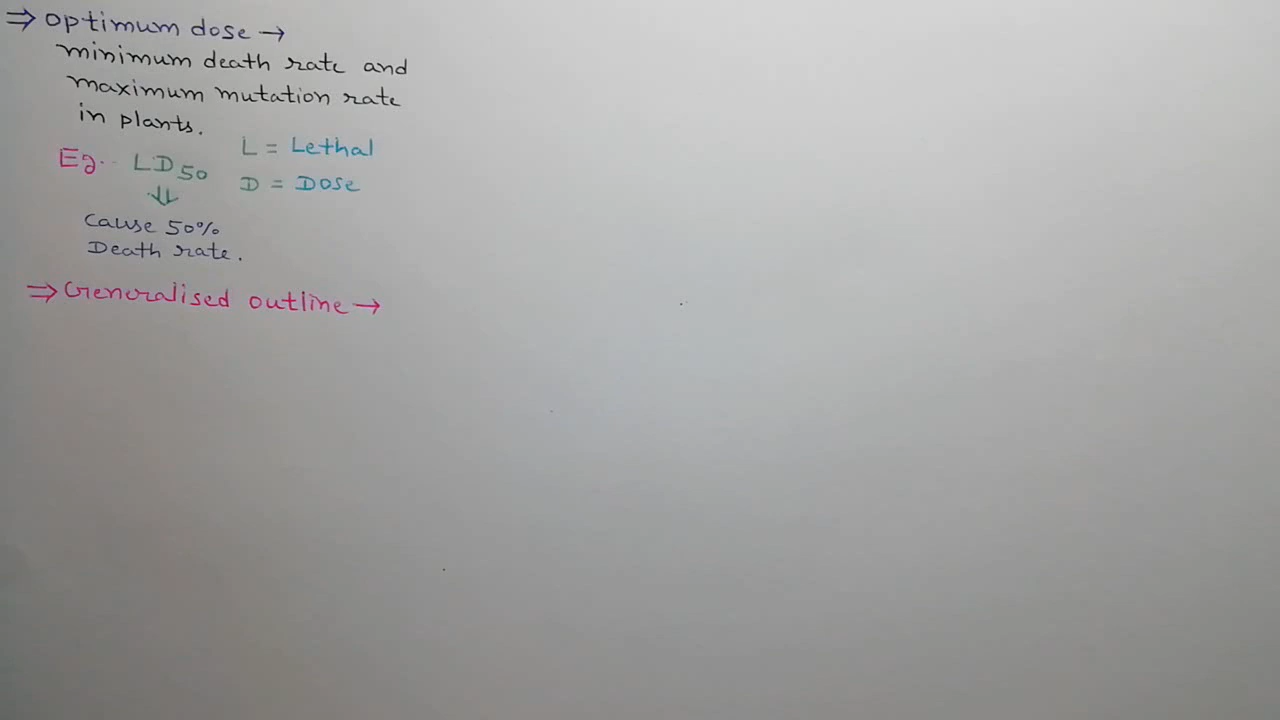 ⇒ optimum dose →
minimum death rate and
maximum mutation rate
in plants.
Eg.. LD50
L = Lethal
D = Dose
⇓
Cause 50%
Death rate.
⇒ Generalised outline →